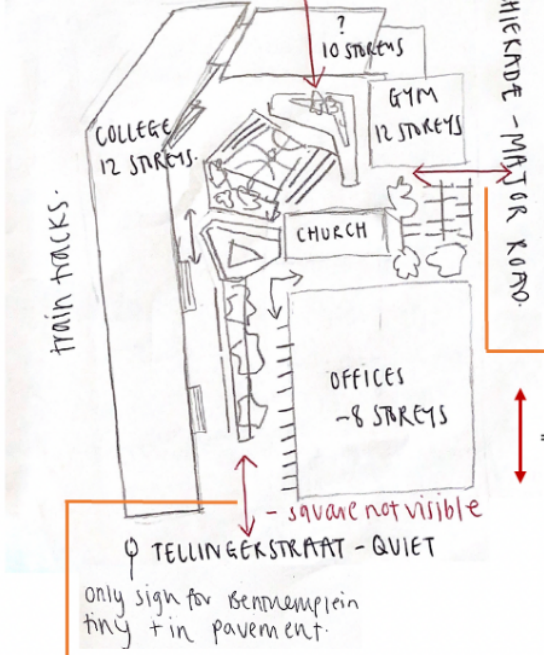 ?
10 STOREYS
GYM
12 STOREYS
COLLEGE
12 STOREYS.
HIEKADE - MAJOR ROAD.
CHURCH
train tracks.
OFFICES
~8 STOREYS
- square not visible
TELLINGERSTRAAT - QUIET
only sign for Benthemplein
tiny + in pavement.